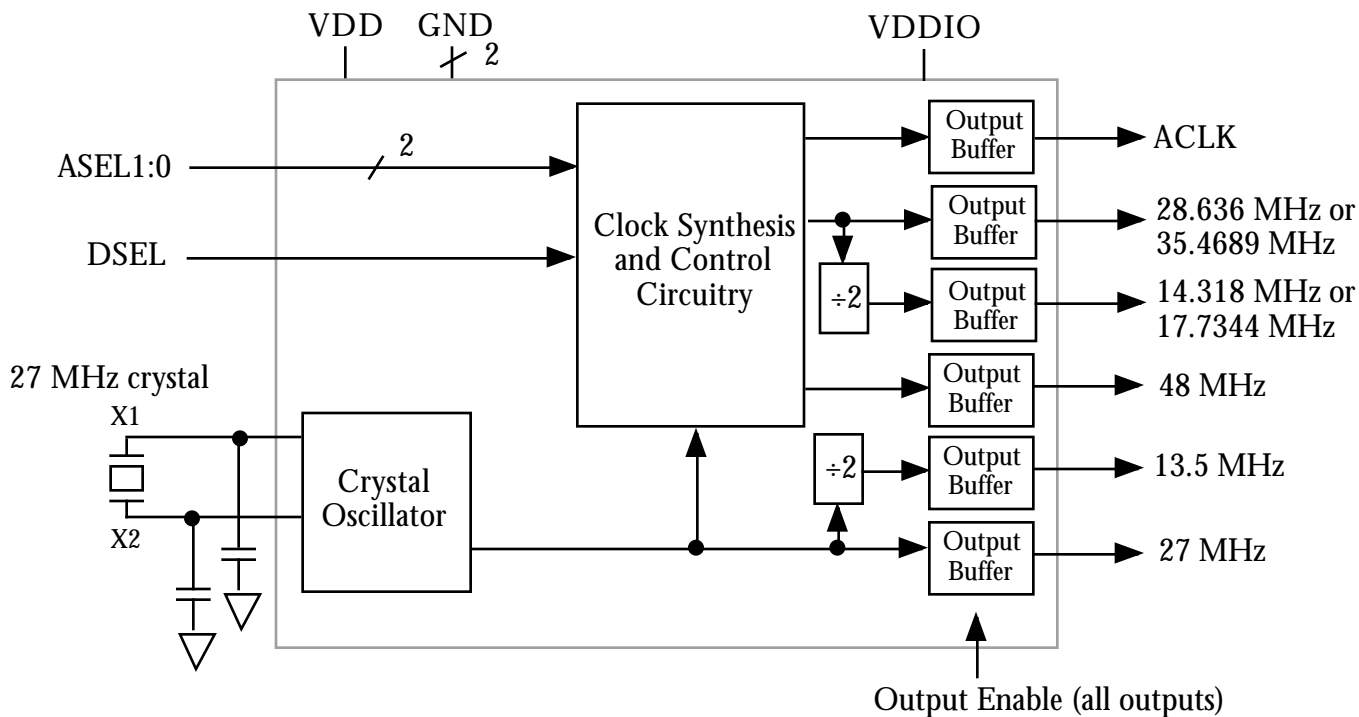 VDD
GND
2
VDDIO
ASEL1:0
2
DSEL
Clock Synthesis
and Control
Circuitry
Output
Buffer
ACLK
Output
Buffer
28.636 MHz or
35.4689 MHz
÷2
Output
Buffer
14.318 MHz or
17.7344 MHz
Output
Buffer
48 MHz
27 MHz crystal
X1
X2
Crystal
Oscillator
÷2
Output
Buffer
13.5 MHz
Output
Buffer
27 MHz
Output Enable (all outputs)